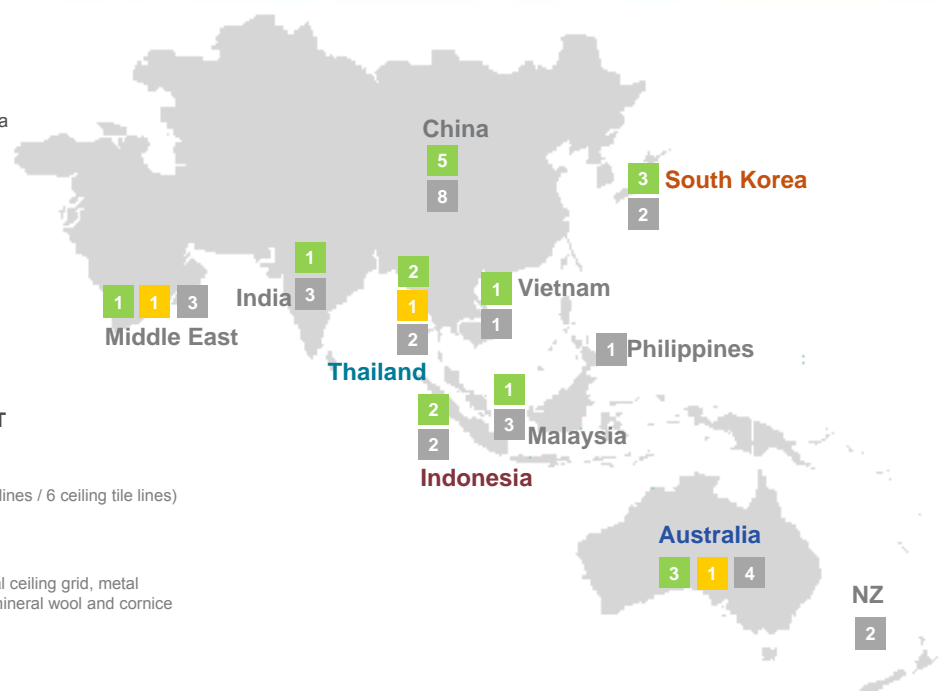 a
China
5
8
3 South Korea
2
1
India 3
2
1
2
Thailand
1 Vietnam
1
1 1 3
Middle East
1 Philippines
2
2
Indonesia
1
3 Malaysia
T
lines / 6 ceiling tile lines)
al ceiling grid, metal
mineral wool and cornice
Australia
3 1 4
NZ
2